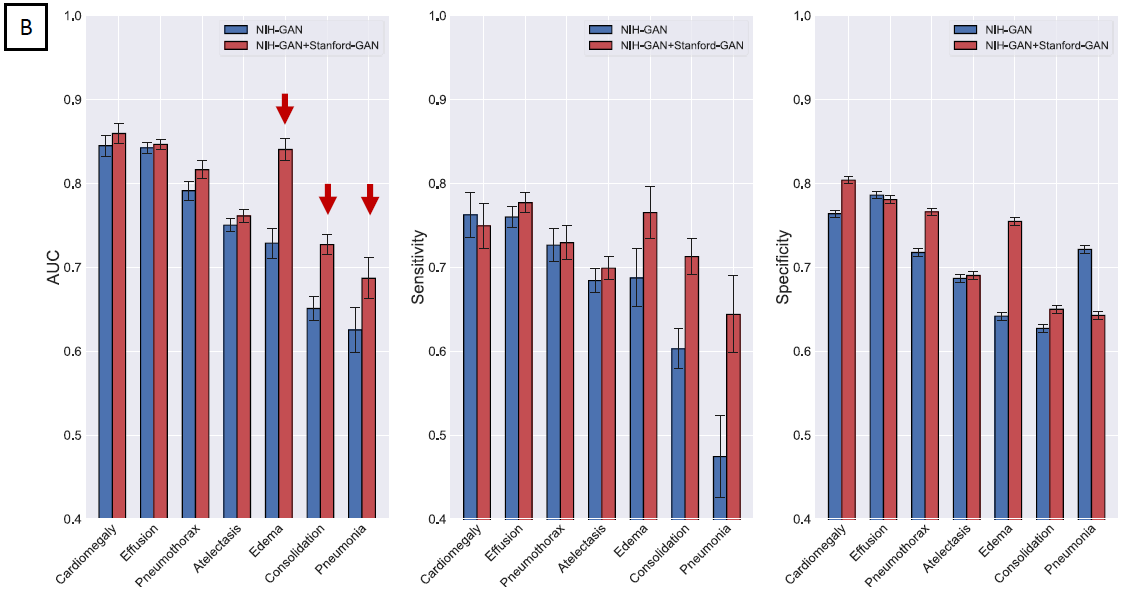 B
NIH-GAN
NIH-GAN+Stanford-GAN
AUC
1.0
0.9
0.8
0.7
0.6
0.5
0.4
Cardiomegaly
Effusion
Pneumothorax
Atelectasis
Edema
Consolidation
Pneumonia
NIH-GAN
NIH-GAN+Stanford-GAN
Sensitivity
1.0
0.9
0.8
0.7
0.6
0.5
0.4
Cardiomegaly
Effusion
Pneumothorax
Atelectasis
Edema
Consolidation
Pneumonia
NIH-GAN
NIH-GAN+Stanford-GAN
Specificity
1.0
0.9
0.8
0.7
0.6
0.5
0.4
Cardiomegaly
Effusion
Pneumothorax
Atelectasis
Edema
Consolidation
Pneumonia